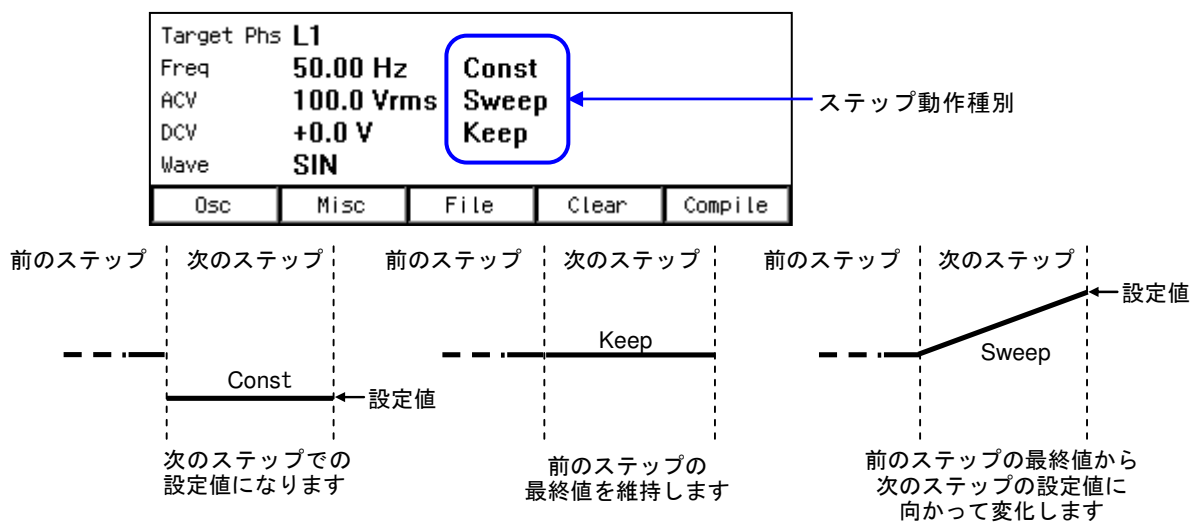 Target Phs L1
Freq 50.00 Hz Const
ACV 100.0 Vrms Sweep
DCV +0.0 V Keep
Wave SIN
ステップ動作種別
Osc Misc File Clear Compile
前のステップ 次のステップ 前のステップ 次のステップ 前のステップ 次のステップ
設定値
Keep
Sweep
Const
設定値
次のステップでの
設定値になります
前のステップの
最終値を維持します
前のステップの最終値から
次のステップの設定値に
向かって変化します